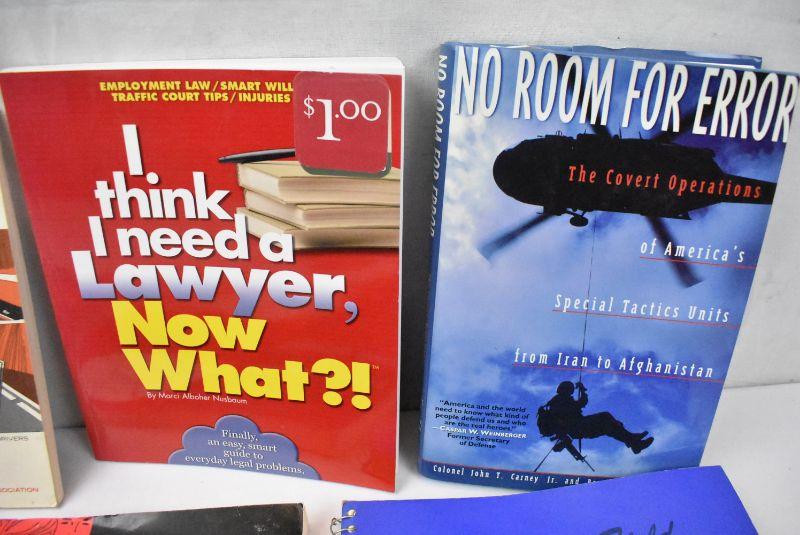 EMPLOYMENT LAW/SMART WILL
TRAFFIC COURT TIPS/INJURIES
$1.00
I
think
I need a
Lawyer,
Now
What?!
TM
By Marci Alboher Nusbaum
Finally,
an easy, smart
guide to
everyday legal problems.
NO ROOM FOR ERROR
NO ROOM FOR ERROR
The Covert Operations
of America's
Special Tactics Units
from Iran to Afghanistan
"America and the world
need to know what kind of
people defend us and who
are the real heroes."
— CASPAR W. WEINBERGER
Former Secretary
of Defense
Colonel John T. Carney Jr. and
RIVERS
SOCIATION